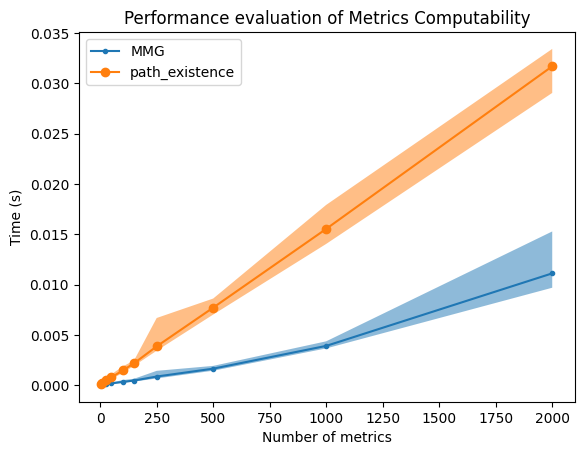 Performance evaluation of Metrics Computability
MMG
path_existence
0.035
0.030
0.025
0.020
0.015
0.010
0.005
0.000
Time (s)
0 250 500 750 1000 1250 1500 1750 2000
Number of metrics